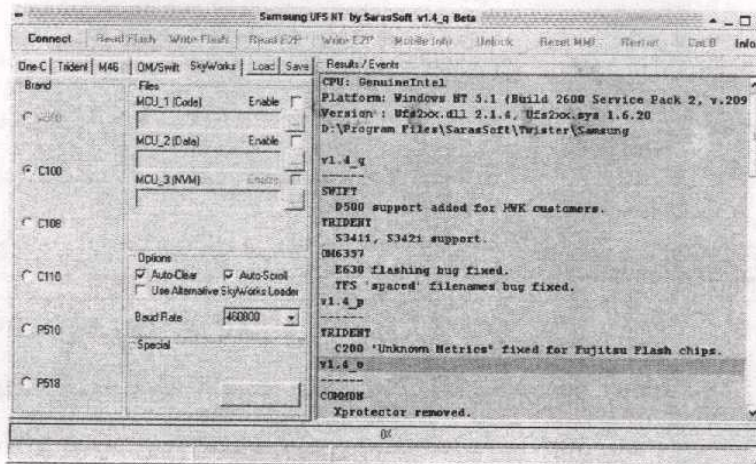 Samsung UFS NT by SarasSoft v1.4_q Beta
Connect Read Flash Write Flash Read E2P Write E2P Mobile Info Unlock Reset MMI Restart Info
One-C Trident M46 OM/Swift SkyWorks Load Save
Brand
C100
C108
C110
P510
P518
Files
MCU_1 (Code) Enable
MCU_2 (Data) Enable
MCU_3 (NVM) Enable
Options
Auto-Clear Auto-Scroll
Use Alternative SkyWorks Loader
Baud Rate 460800
Special
Results / Events
CPU: GenuineIntel
Platform: Windows NT 5.1 (Build 2600 Service Pack 2, v.209
Version : Ufs2xx.dll 2.1.4, Ufs2xx.sys 1.6.20
D:\Program Files\SarasSoft\Twister\Samsung
v1.4_q
------
SWIFT
D500 support added for HWK customers.
TRIDENT
S341i, S342i support.
OM6357
E630 flashing bug fixed.
TFS 'spaced' filenames bug fixed.
v1.4_p
------
TRIDENT
C200 "Unknown Metrics" fixed for Fujitsu Flash chips.
v1.4_o
------
COMMON
Xprotector removed.
0%